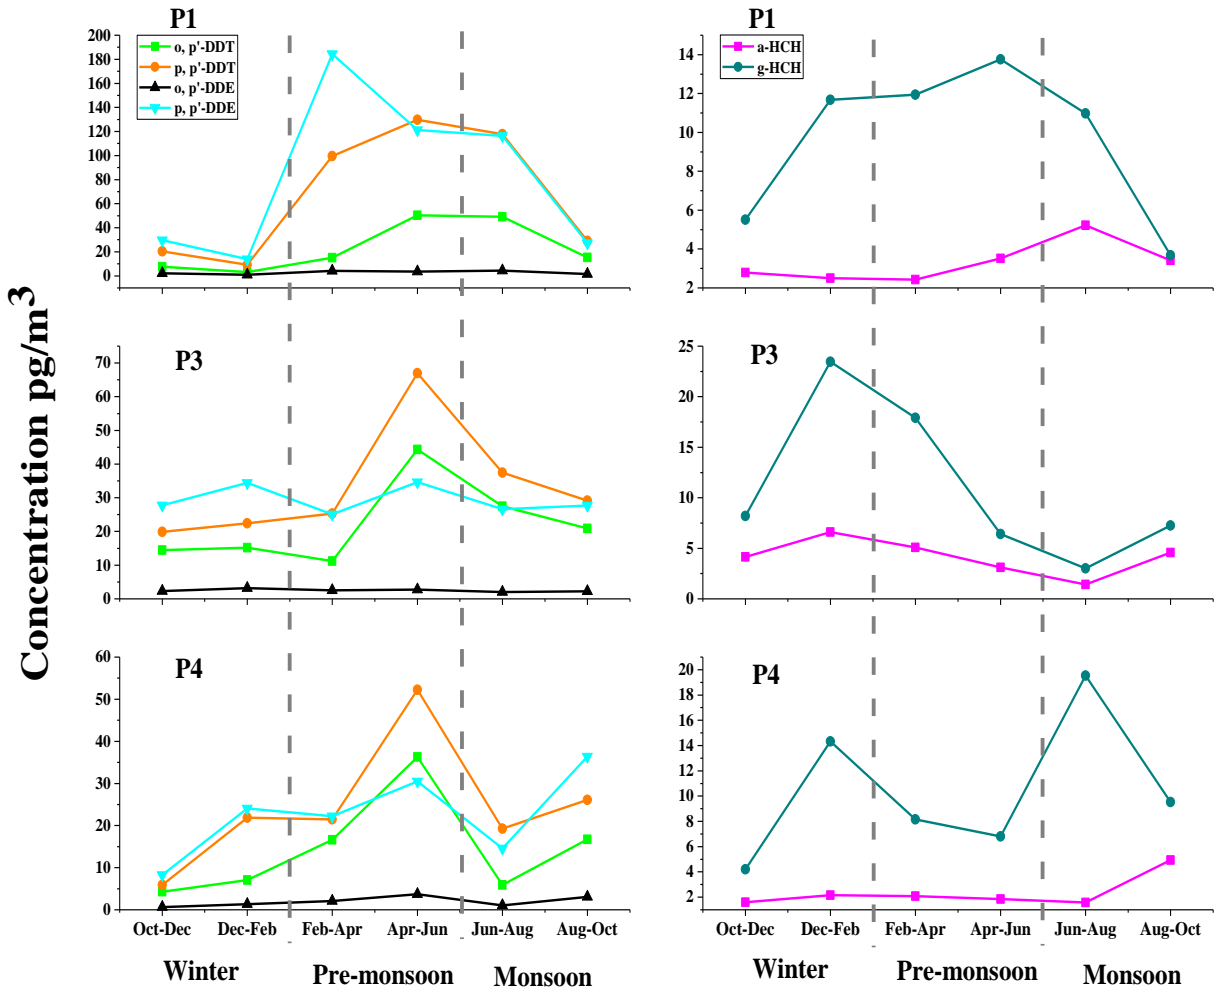 Concentration pg/m³
P1
200
180
160
140
120
100
80
60
40
20
0
o, p'-DDT
p, p'-DDT
o, p'-DDE
p, p'-DDE
P1
14
12
10
8
6
4
2
a-HCH
g-HCH
P3
70
60
50
40
30
20
10
0
P3
25
20
15
10
5
0
P4
60
50
40
30
20
10
0
Oct-Dec Dec-Feb Feb-Apr Apr-Jun Jun-Aug Aug-Oct
Winter Pre-monsoon Monsoon
P4
20
18
16
14
12
10
8
6
4
2
Oct-Dec Dec-Feb Feb-Apr Apr-Jun Jun-Aug Aug-Oct
Winter Pre-monsoon Monsoon